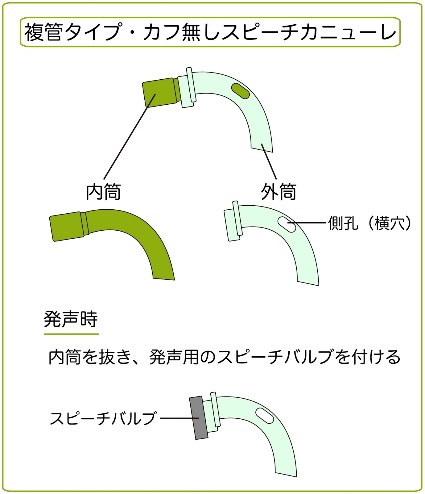 複管タイプ・カフ無しスピーチカニューレ
内筒
外筒
側孔（横穴）
発声時
内筒を抜き、発声用のスピーチバルブを付ける
スピーチバルブ